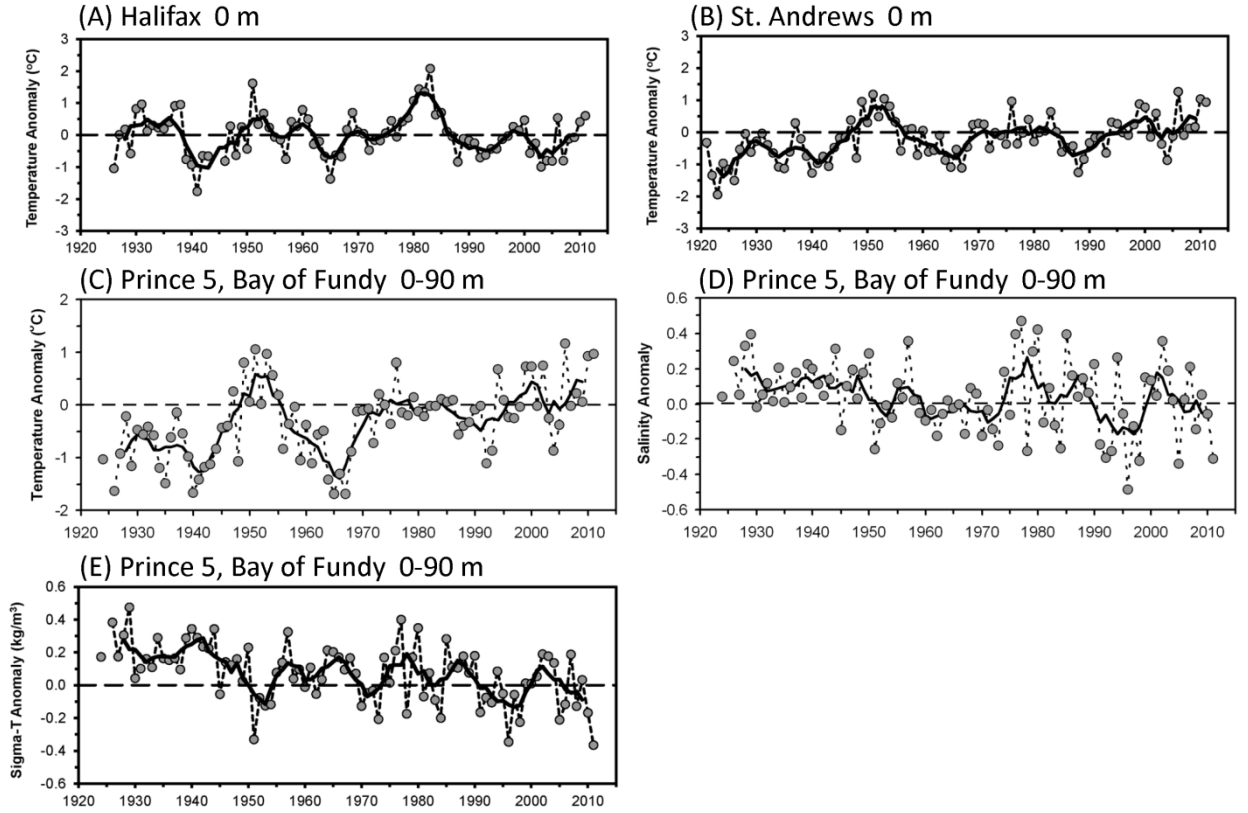 (A) Halifax 0 m
Temperature Anomaly (°C)
3
2
1
0
-1
-2
-3
1920 1930 1940 1950 1960 1970 1980 1990 2000 2010
(B) St. Andrews 0 m
Temperature Anomaly (°C)
3
2
1
0
-1
-2
-3
1920 1930 1940 1950 1960 1970 1980 1990 2000 2010
(C) Prince 5, Bay of Fundy 0-90 m
Temperature Anomaly (°C)
2
1
0
-1
-2
1920 1930 1940 1950 1960 1970 1980 1990 2000 2010
(D) Prince 5, Bay of Fundy 0-90 m
Salinity Anomaly
0.6
0.4
0.2
0.0
-0.2
-0.4
-0.6
1920 1930 1940 1950 1960 1970 1980 1990 2000 2010
(E) Prince 5, Bay of Fundy 0-90 m
Sigma-T Anomaly (kg/m³)
0.6
0.4
0.2
0.0
-0.2
-0.4
-0.6
1920 1930 1940 1950 1960 1970 1980 1990 2000 2010